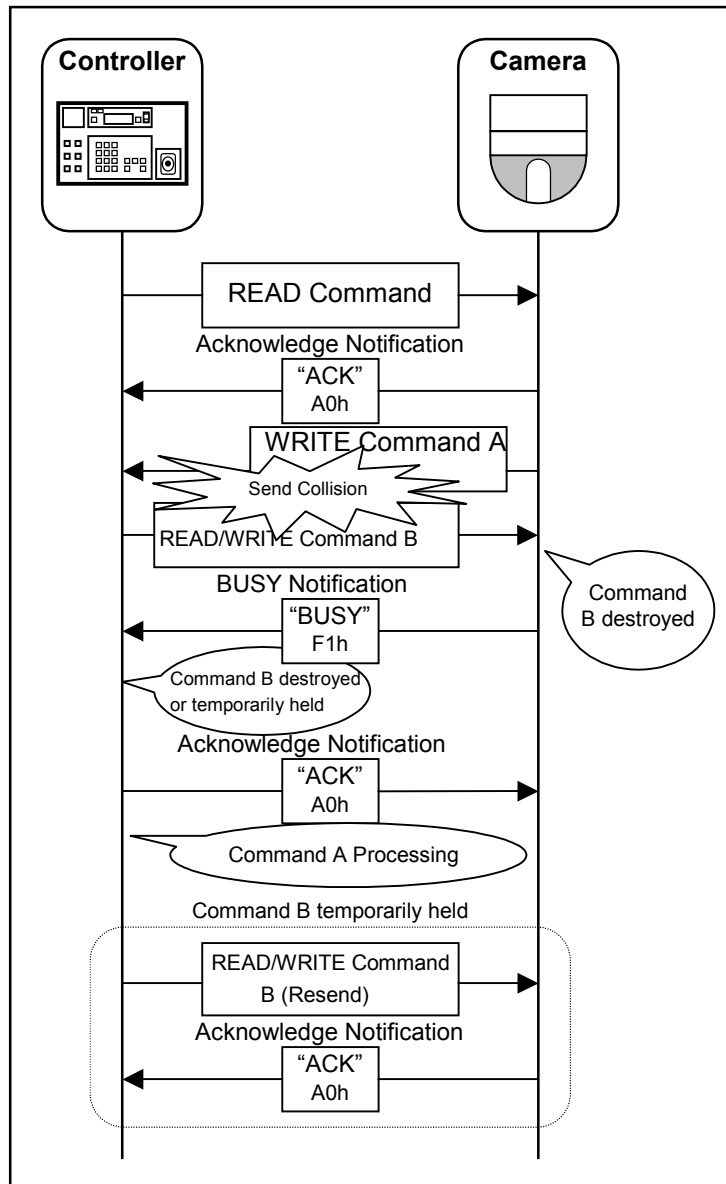 Controller
Camera
READ Command
Acknowledge Notification
“ACK”
A0h
WRITE Command A
Send Collision
READ/WRITE Command B
BUSY Notification
“BUSY”
F1h
Command
B destroyed
Command B destroyed
or temporarily held
Acknowledge Notification
“ACK”
A0h
Command A Processing
Command B temporarily held
READ/WRITE Command
B (Resend)
Acknowledge Notification
“ACK”
A0h